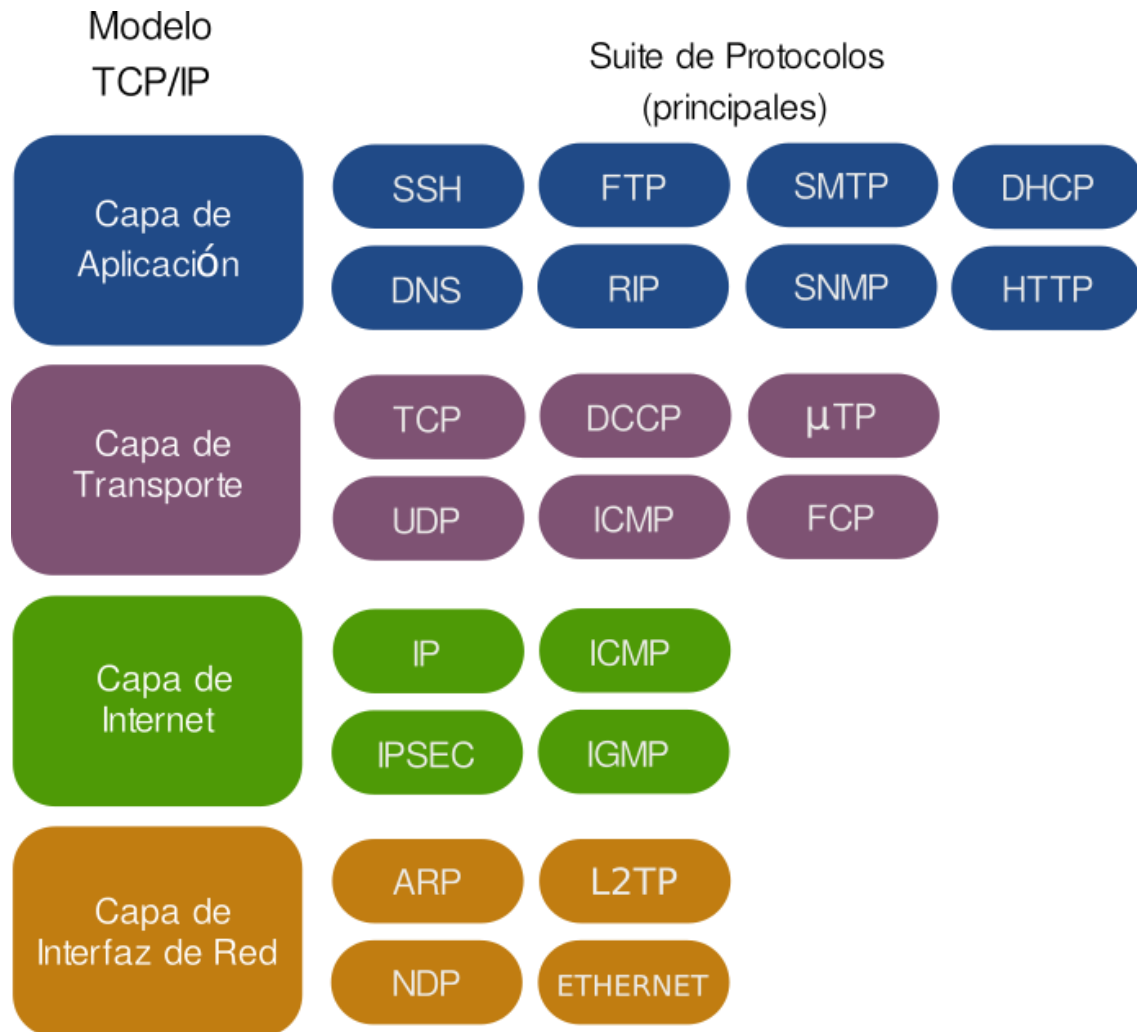 Modelo
TCP/IP
Suite de Protocolos
(principales)
Capa de
Aplicación
SSH
FTP
SMTP
DHCP
DNS
RIP
SNMP
HTTP
Capa de
Transporte
TCP
DCCP
µTP
UDP
ICMP
FCP
Capa de
Internet
IP
ICMP
IPSEC
IGMP
Capa de
Interfaz de Red
ARP
L2TP
NDP
ETHERNET